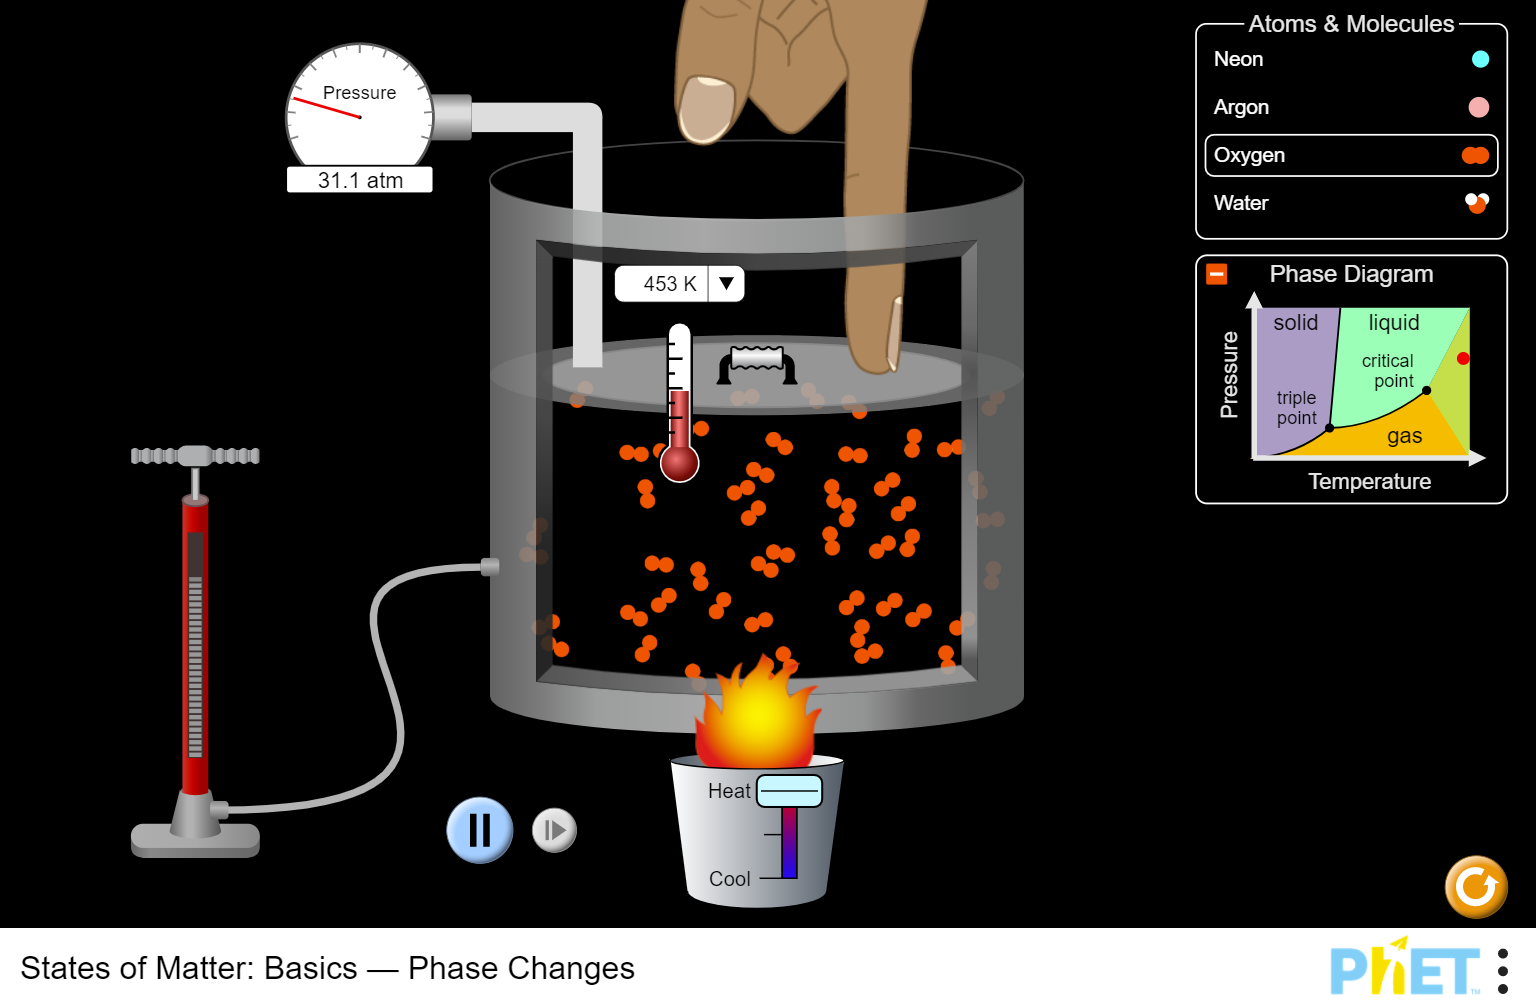 Pressure
31.1 atm
453 K
Atoms & Molecules
Neon
Argon
Oxygen
Water
Phase Diagram
solid
liquid
critical
point
triple
point
gas
Pressure
Temperature
Heat
Cool
States of Matter: Basics — Phase Changes
PhET
TM